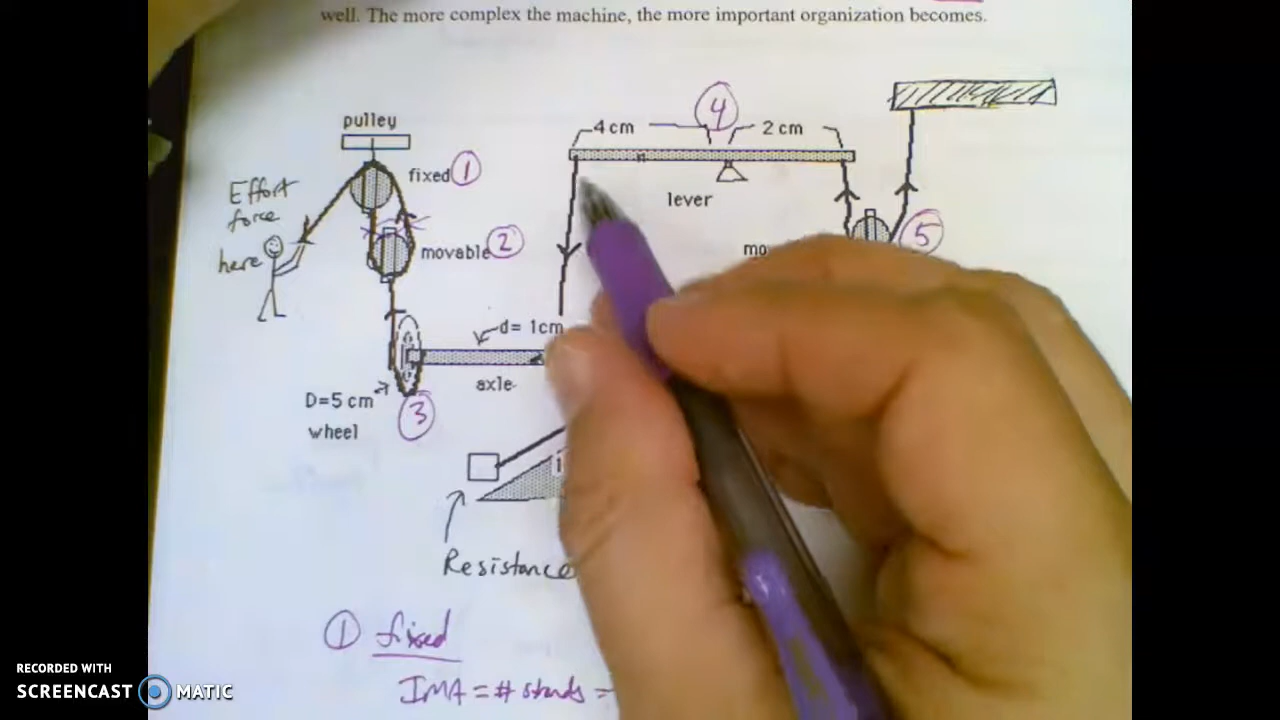 well. The more complex the machine, the more important organization becomes.
pulley
4 cm
4
2 cm
fixed 1
Effort
force
here
lever
movable 2
mo
5
d= 1cm
axle
D=5 cm
wheel
3
i
Resistance
1 fixed
IMA = # stands =
RECORDED WITH
SCREENCAST MATIC